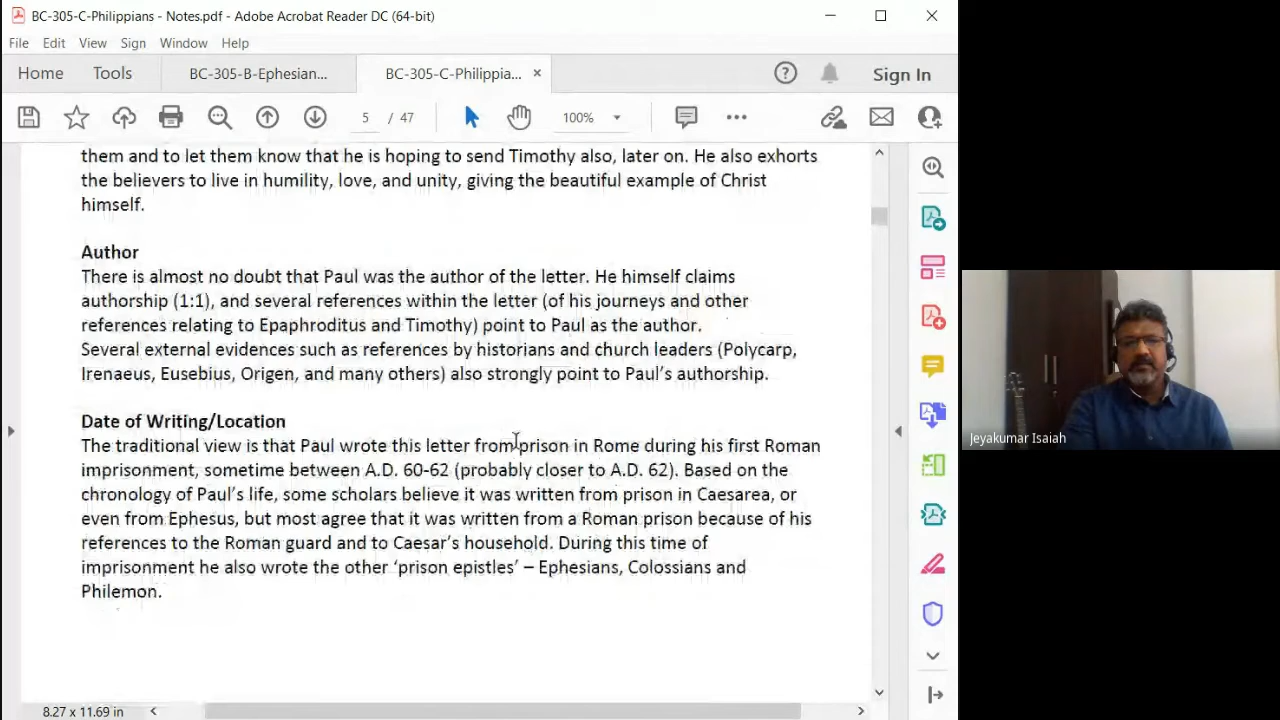 BC-305-C-Philippians - Notes.pdf - Adobe Acrobat Reader DC (64-bit)
File Edit View Sign Window Help
Home Tools BC-305-B-Ephesian... BC-305-C-Philippia... × Sign In
5 / 47 100%
them and to let them know that he is hoping to send Timothy also, later on. He also exhorts
the believers to live in humility, love, and unity, giving the beautiful example of Christ
himself.
Author
There is almost no doubt that Paul was the author of the letter. He himself claims
authorship (1:1), and several references within the letter (of his journeys and other
references relating to Epaphroditus and Timothy) point to Paul as the author.
Several external evidences such as references by historians and church leaders (Polycarp,
Irenaeus, Eusebius, Origen, and many others) also strongly point to Paul's authorship.
Date of Writing/Location
The traditional view is that Paul wrote this letter from prison in Rome during his first Roman
imprisonment, sometime between A.D. 60-62 (probably closer to A.D. 62). Based on the
chronology of Paul's life, some scholars believe it was written from prison in Caesarea, or
even from Ephesus, but most agree that it was written from a Roman prison because of his
references to the Roman guard and to Caesar's household. During this time of
imprisonment he also wrote the other 'prison epistles' – Ephesians, Colossians and
Philemon.
8.27 x 11.69 in
Jeyakumar Isaiah